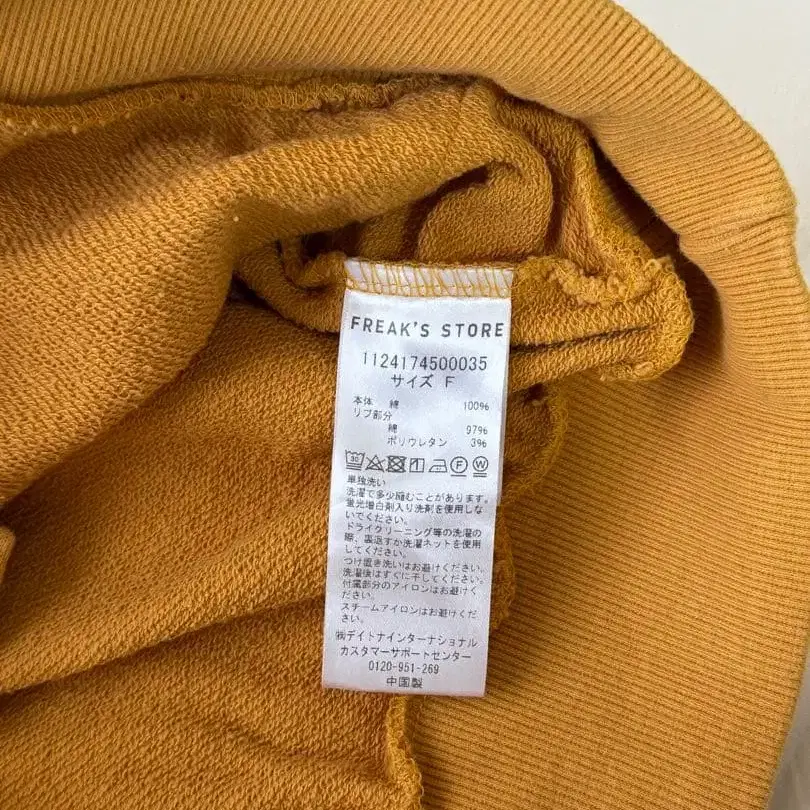 FREAK'S STORE
1124174500035
サイズ F
本体 綿 100%
リブ部分
綿 97%
ポリウレタン 3%
30 F W
単独洗い
洗濯で多少縮むことがあります。
蛍光増白剤入り洗剤を使用しな
いでください。
ドライクリーニング等の洗濯の
際、裏返すか洗濯ネットを使用
してください。
つけ置き洗いはお避けください。
洗濯後はすぐに干してください。
付属部分のアイロンはお避けく
ださい。
スチームアイロンはお避けくだ
さい。
㈱デイトナインターナショナル
カスタマーサポートセンター
0120-951-269
中国製